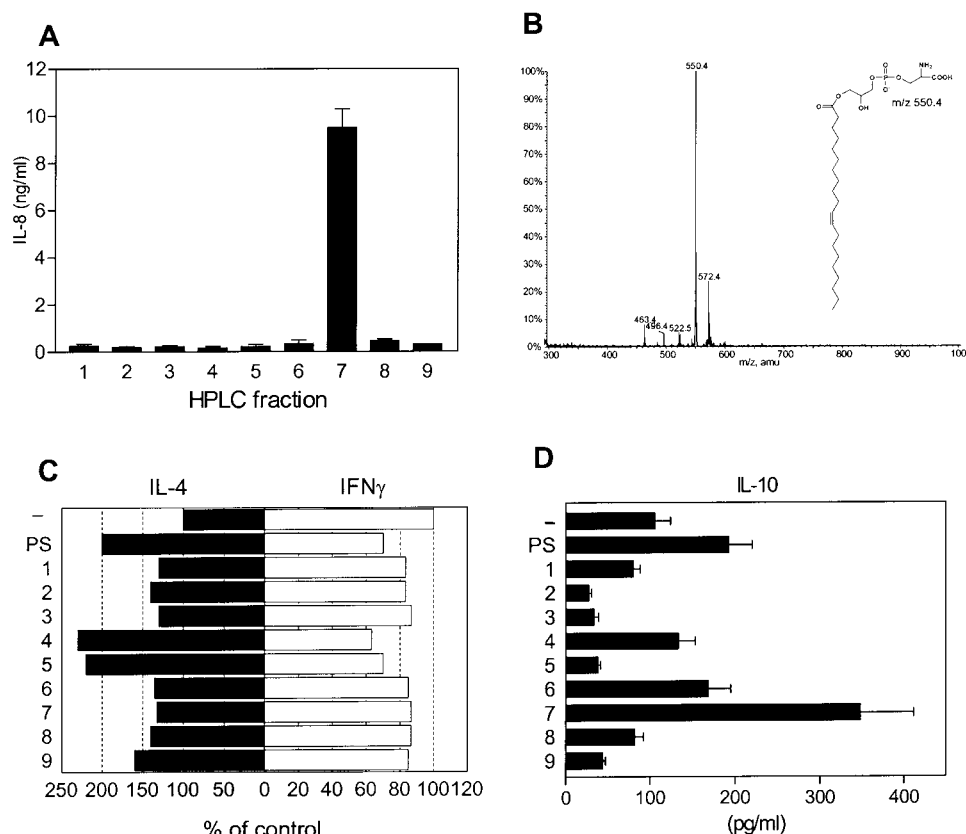 A
12
10
8
6
4
2
0
IL-8 (ng/ml)
1 2 3 4 5 6 7 8 9
HPLC fraction
B
100%
90%
80%
70%
60%
50%
40%
30%
20%
10%
0%
550.4
572.4
463.4
496.4
522.5
300 400 500 600 700 800 900 100
m/z, amu
O
O
OH
O
O
P
O
O
NH₂
COOH
m/z 550.4
C
IL-4 IFNγ
–
PS
1
2
3
4
5
6
7
8
9
250 200 150 100 50 0 20 40 60 80 100 120
% of control
D
IL-10
–
PS
1
2
3
4
5
6
7
8
9
0 100 200 300 400
(pg/ml)